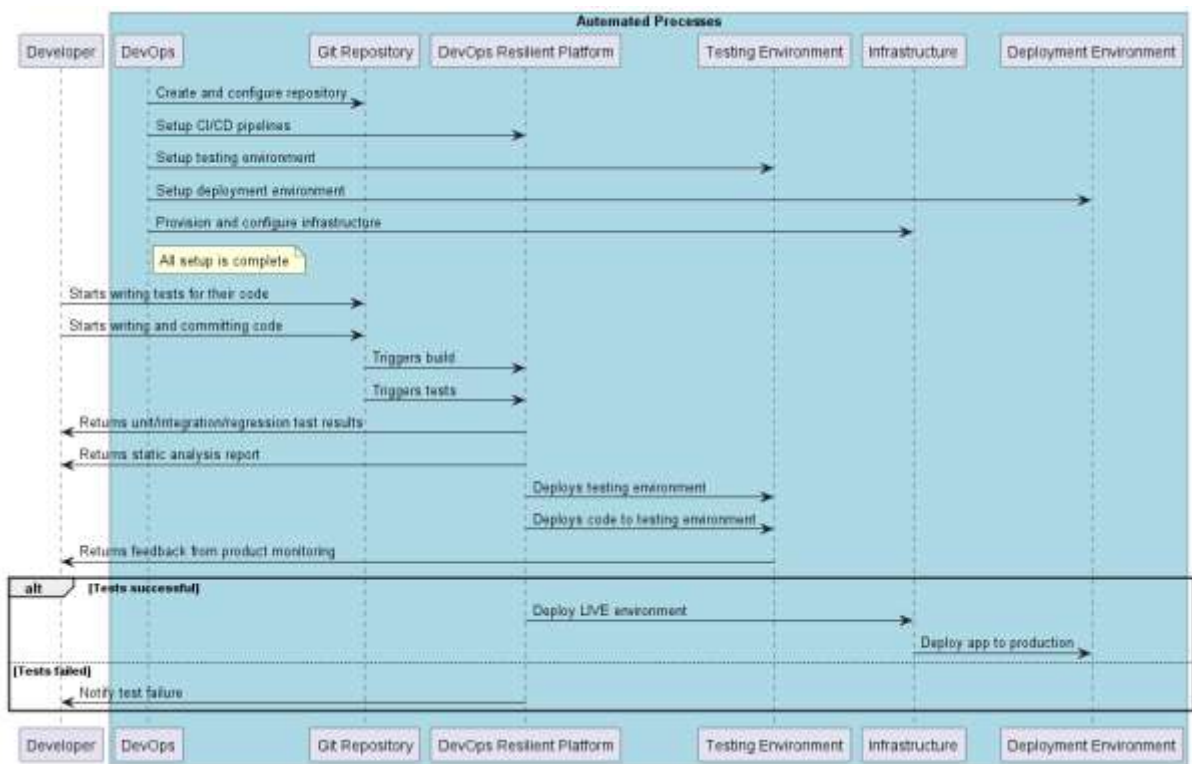 Automated Processes
Developer
DevOps
Git Repository
DevOps Resilient Platform
Testing Environment
Infrastructure
Deployment Environment
Create and configure repository
Setup CI/CD pipelines
Setup testing environment
Setup deployment environment
Provision and configure infrastructure
All setup is complete
Starts writing tests for their code
Starts writing and committing code
Triggers build
Triggers tests
Returns unit/integration/regression test results
Returns static analysis report
Deploys testing environment
Deploys code to testing environment
Returns feedback from product monitoring
alt [Tests successful]
Deploy LIVE environment
Deploy app to production
[Tests failed]
Notify test failure
Developer
DevOps
Git Repository
DevOps Resilient Platform
Testing Environment
Infrastructure
Deployment Environment